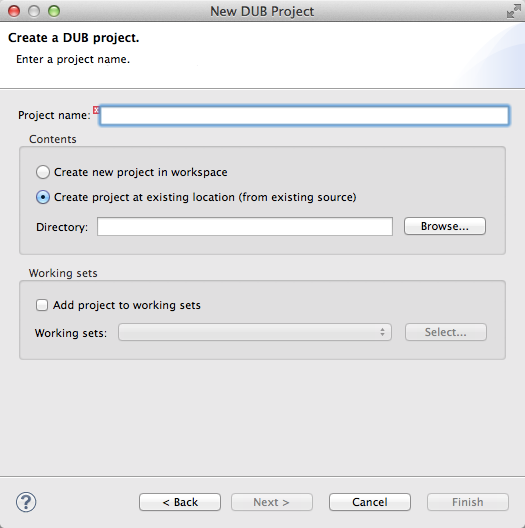 New DUB Project
Create a DUB project.
Enter a project name.
Project name:
Contents
Create new project in workspace
Create project at existing location (from existing source)
Directory: Browse...
Working sets
Add project to working sets
Working sets: Select...
? < Back Next > Cancel Finish